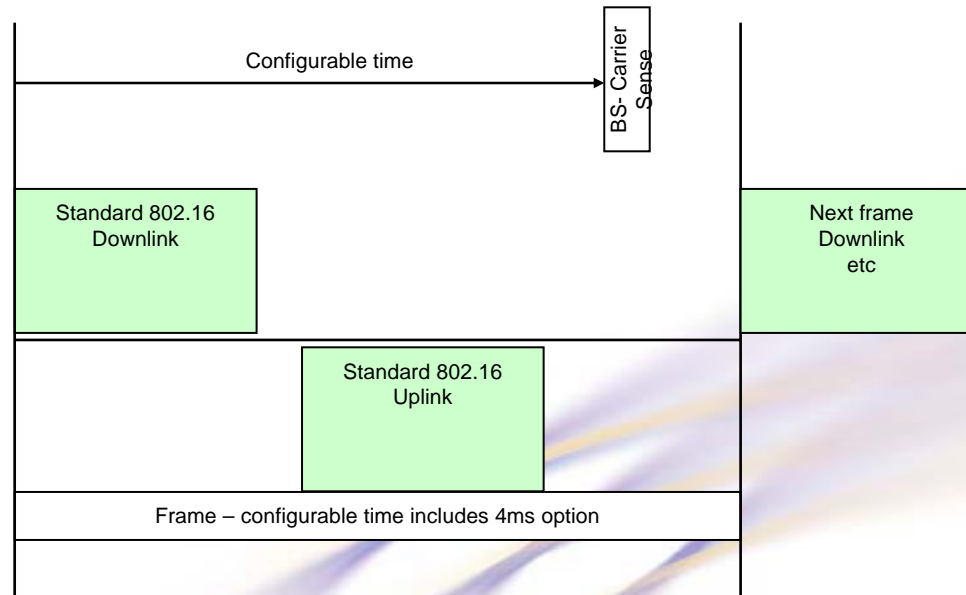 Configurable time
BS- Carrier
Sense
Standard 802.16
Downlink
Next frame
Downlink
etc
Standard 802.16
Uplink
Frame – configurable time includes 4ms option